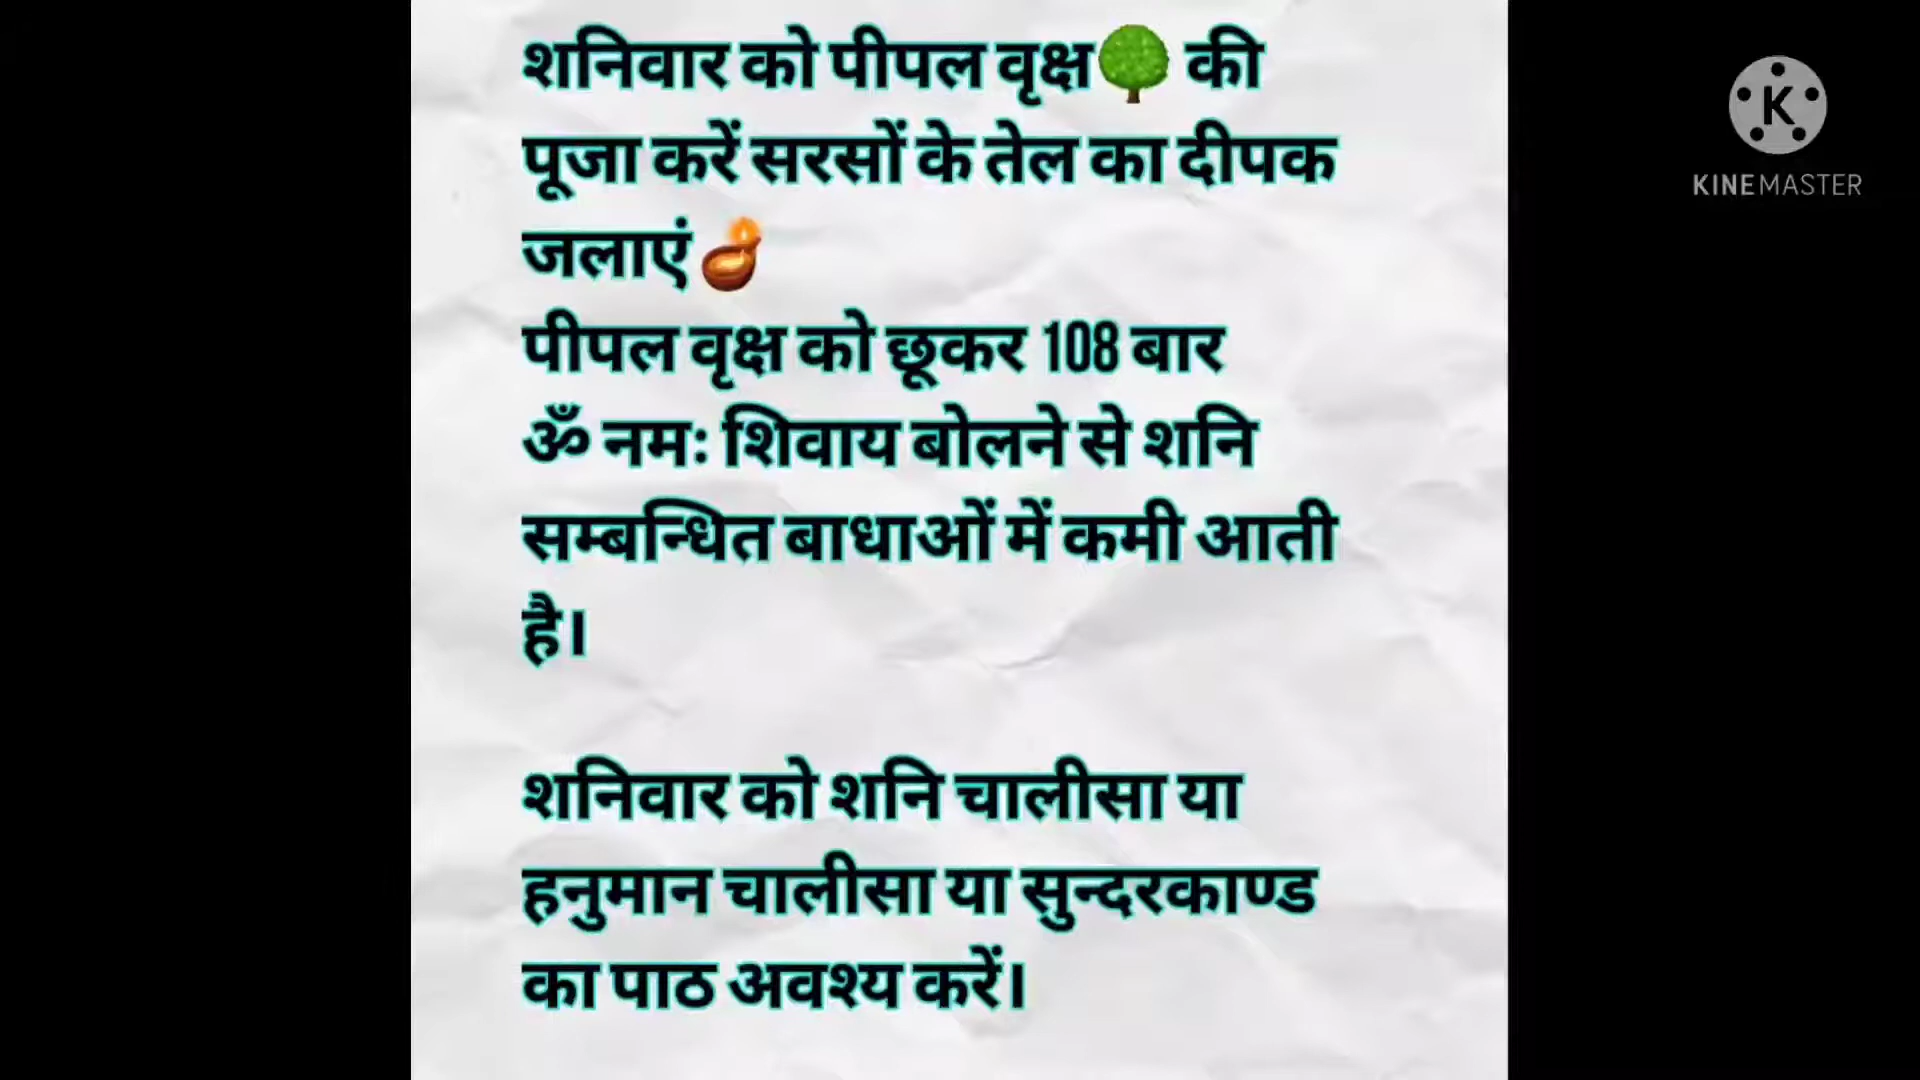 शनिवार को पीपल वृक्ष🌳 की
पूजा करें सरसों के तेल का दीपक
जलाएं🪔
पीपल वृक्ष को छूकर 108 बार
ॐ नमः शिवाय बोलने से शनि
सम्बन्धित बाधाओं में कमी आती
है।
शनिवार को शनि चालीसा या
हनुमान चालीसा या सुन्दरकाण्ड
का पाठ अवश्य करें।
K
KINEMASTER